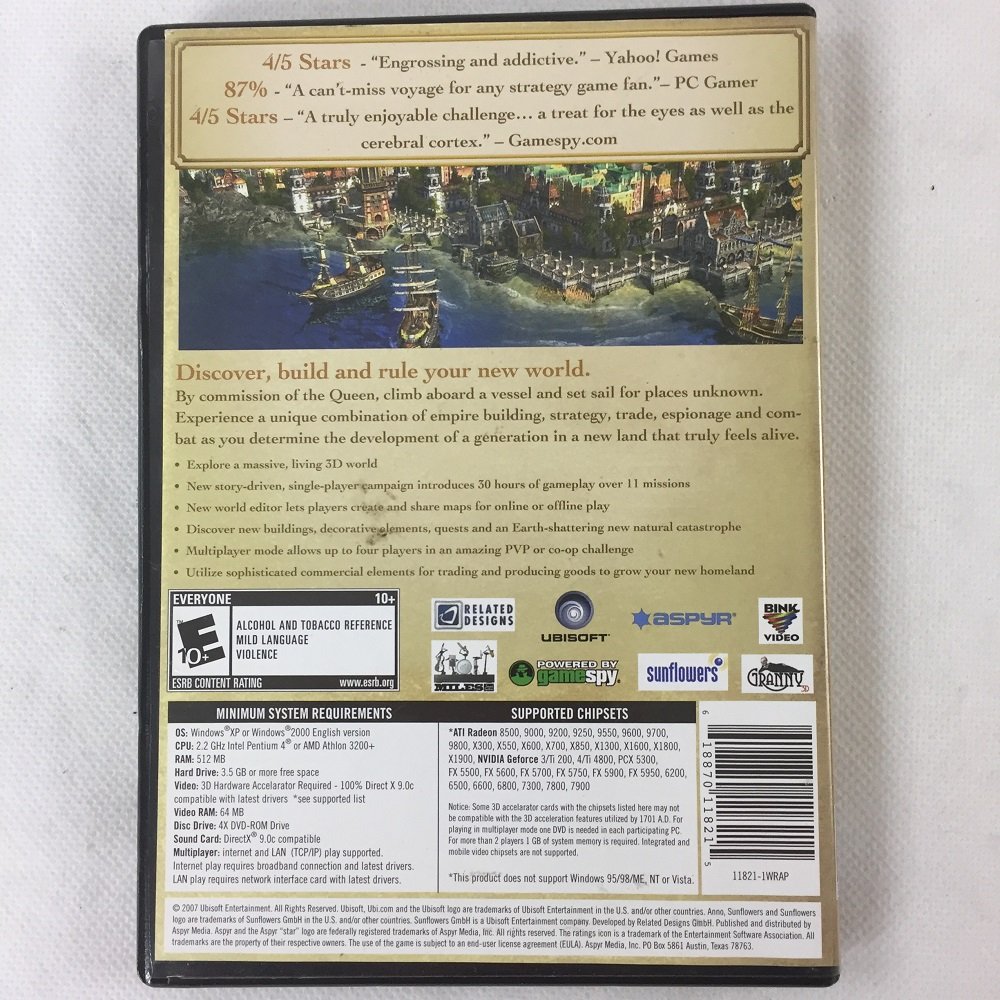 4/5 Stars - “Engrossing and addictive.” – Yahoo! Games
87% - “A can't-miss voyage for any strategy game fan.”– PC Gamer
4/5 Stars – “A truly enjoyable challenge... a treat for the eyes as well as the
cerebral cortex.” – Gamespy.com
Discover, build and rule your new world.
By commission of the Queen, climb aboard a vessel and set sail for places unknown.
Experience a unique combination of empire building, strategy, trade, espionage and com-
bat as you determine the development of a generation in a new land that truly feels alive.
• Explore a massive, living 3D world
• New story-driven, single-player campaign introduces 30 hours of gameplay over 11 missions
• New world editor lets players create and share maps for online or offline play
• Discover new buildings, decorative elements, quests and an Earth-shattering new natural catastrophe
• Multiplayer mode allows up to four players in an amazing PVP or co-op challenge
• Utilize sophisticated commercial elements for trading and producing goods to grow your new homeland
EVERYONE 10+
E
10+
ALCOHOL AND TOBACCO REFERENCE
MILD LANGUAGE
VIOLENCE
ESRB CONTENT RATING www.esrb.org
RELATED
DESIGNS
UBISOFT
ASPYR
BINK
VIDEO
MILES
POWERED BY
gamespy.
sunflowers
GRANNY
3D
MINIMUM SYSTEM REQUIREMENTS
OS: Windows® XP or Windows® 2000 English version
CPU: 2.2 GHz Intel Pentium 4® or AMD Athlon 3200+
RAM: 512 MB
Hard Drive: 3.5 GB or more free space
Video: 3D Hardware Accelarator Required - 100% Direct X 9.0c
compatible with latest drivers *see supported list
Video RAM: 64 MB
Disc Drive: 4X DVD-ROM Drive
Sound Card: DirectX® 9.0c compatible
Multiplayer: internet and LAN (TCP/IP) play supported.
Internet play requires broadband connection and latest drivers.
LAN play requires network interface card with latest drivers.
SUPPORTED CHIPSETS
*ATI Radeon 8500, 9000, 9200, 9250, 9550, 9600, 9700,
9800, X300, X550, X600, X700, X850, X1300, X1600, X1800,
X1900, NVIDIA Geforce 3/Ti 200, 4/Ti 4800, PCX 5300,
FX 5500, FX 5600, FX 5700, FX 5750, FX 5900, FX 5950, 6200,
6500, 6600, 6800, 7300, 7800, 7900
Notice: Some 3D accelarator cards with the chipsets listed here may not
be compatible with the 3D acceleration features utilized by 1701 A.D. For
playing in multiplayer mode one DVD is needed in each participating PC.
For more than 2 players 1 GB of system memory is required. Integrated and
mobile video chipsets are not supported.
*This product does not support Windows 95/98/ME, NT or Vista.
6 18870 11821 5
11821-1WRAP
© 2007 Ubisoft Entertainment. All Rights Reserved. Ubisoft, Ubi.com and the Ubisoft logo are trademarks of Ubisoft Entertainment in the U.S. and/or other countries. Anno, Sunflowers and Sunflowers
logo are trademarks of Sunflowers GmbH in the U.S. and/or other countries. Sunflowers GmbH is a Ubisoft Entertainment company. Developed by Related Designs. Published and distributed by
Aspyr Media. Aspyr and the Aspyr "star" logo are federally registered trademarks of Aspyr Media, Inc. All rights reserved. The ratings icon is a trademark of the Entertainment Software Association. All
trademarks are the property of their respective owners. The use of the game is subject to an end-user license agreement (EULA). Aspyr Media, Inc. PO Box 5861 Austin, Texas 78763.